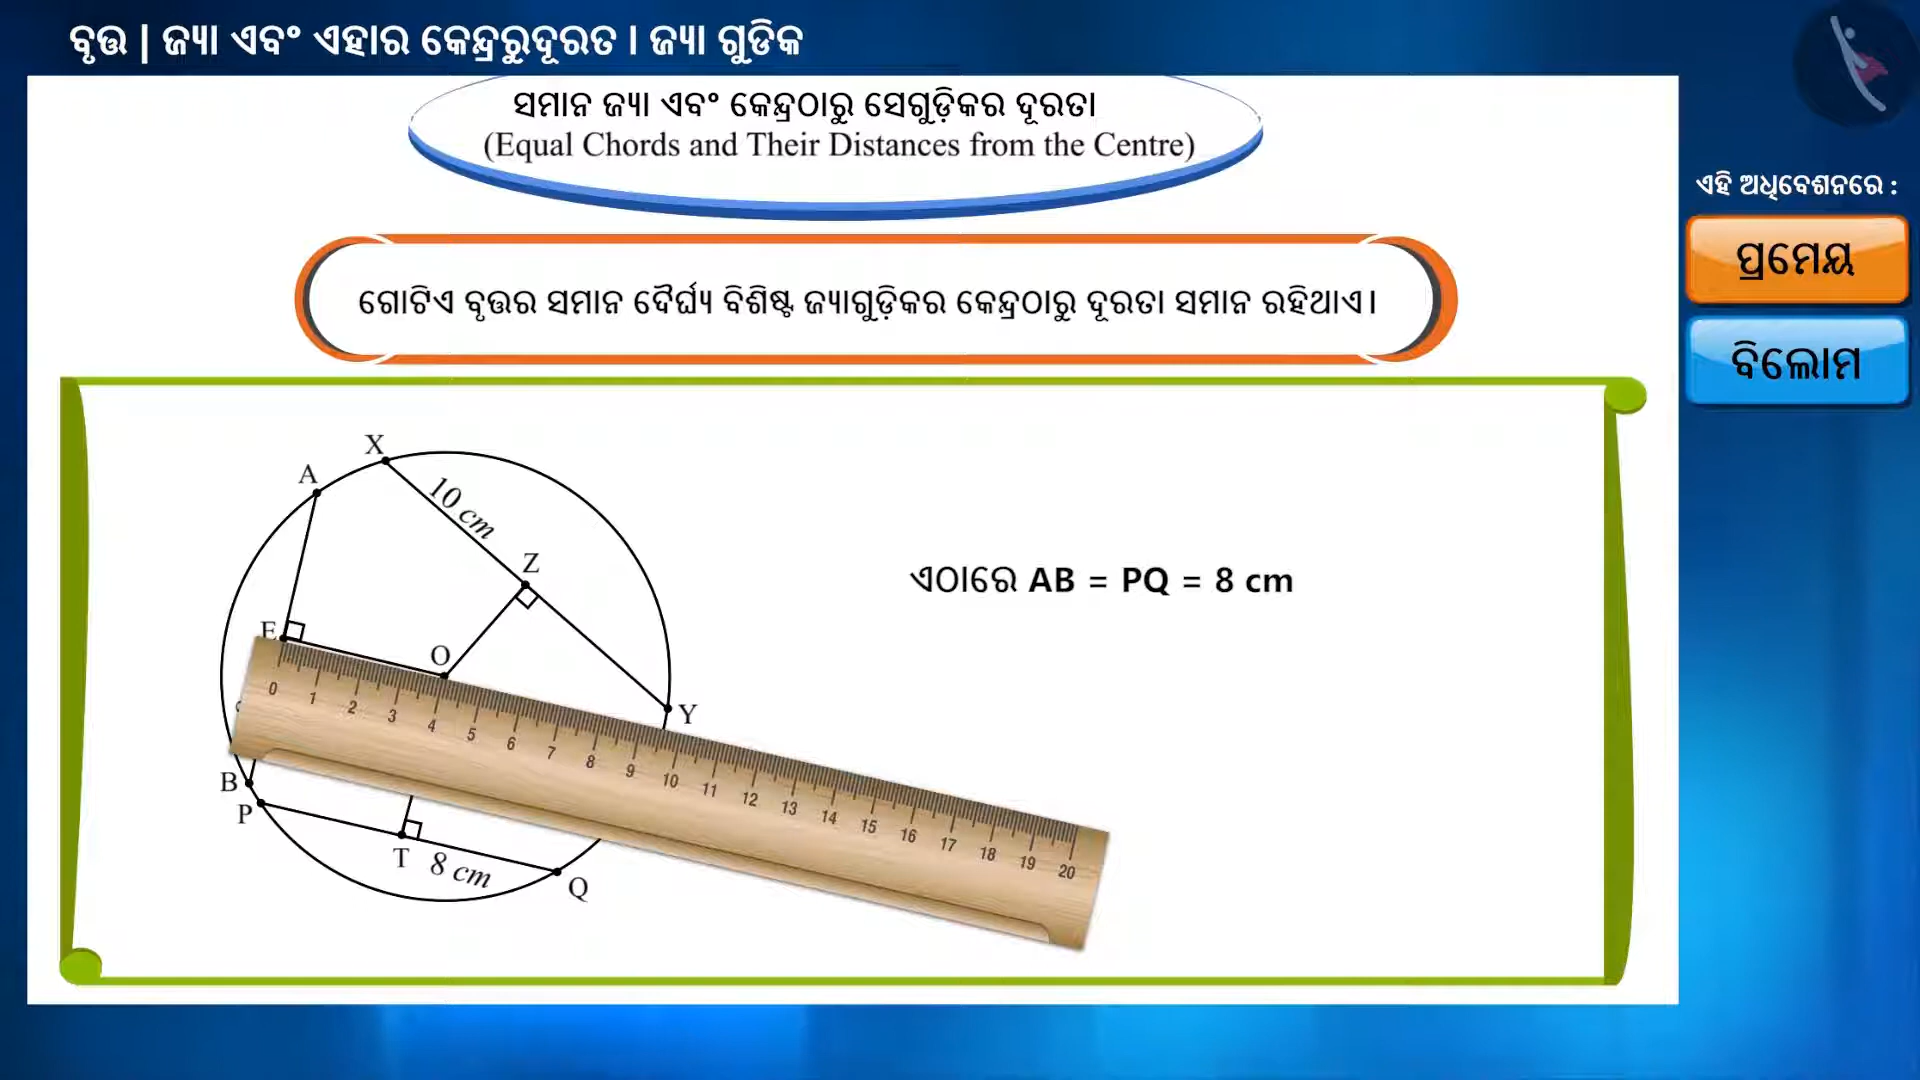 ବୃତ୍ତ | ଜ୍ୟା ଏବଂ ଏହାର କେନ୍ଦ୍ରରୁଦୂରତ । ଜ୍ୟା ଗୁଡିକ
ସମାନ ଜ୍ୟା ଏବଂ କେନ୍ଦ୍ରଠାରୁ ସେଗୁଡ଼ିକର ଦୂରତା
(Equal Chords and Their Distances from the Centre)
ଏହି ଅଧିବେଶନରେ :
ପ୍ରମେୟ
ବିଲୋମ
ଗୋଟିଏ ବୃତ୍ତର ସମାନ ଦୈର୍ଘ୍ୟ ବିଶିଷ୍ଟ ଜ୍ୟାଗୁଡ଼ିକର କେନ୍ଦ୍ରଠାରୁ ଦୂରତା ସମାନ ରହିଥାଏ ।
X
A
10 cm
Z
ଏଠାରେ AB = PQ = 8 cm
E
O
Y
0 1 2 3 4 5 6 7 8 9 10 11 12 13 14 15 16 17 18 19 20
B
P
T 8 cm
Q